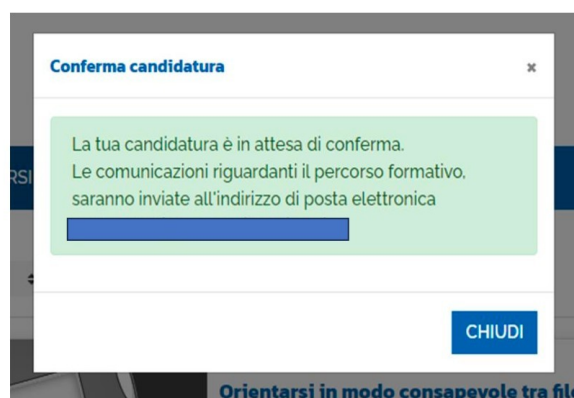 Conferma candidatura
×
La tua candidatura è in attesa di conferma.
Le comunicazioni riguardanti il percorso formativo,
saranno inviate all'indirizzo di posta elettronica
RSI
CHIUDI
Orientarsi in modo consapevole tra file